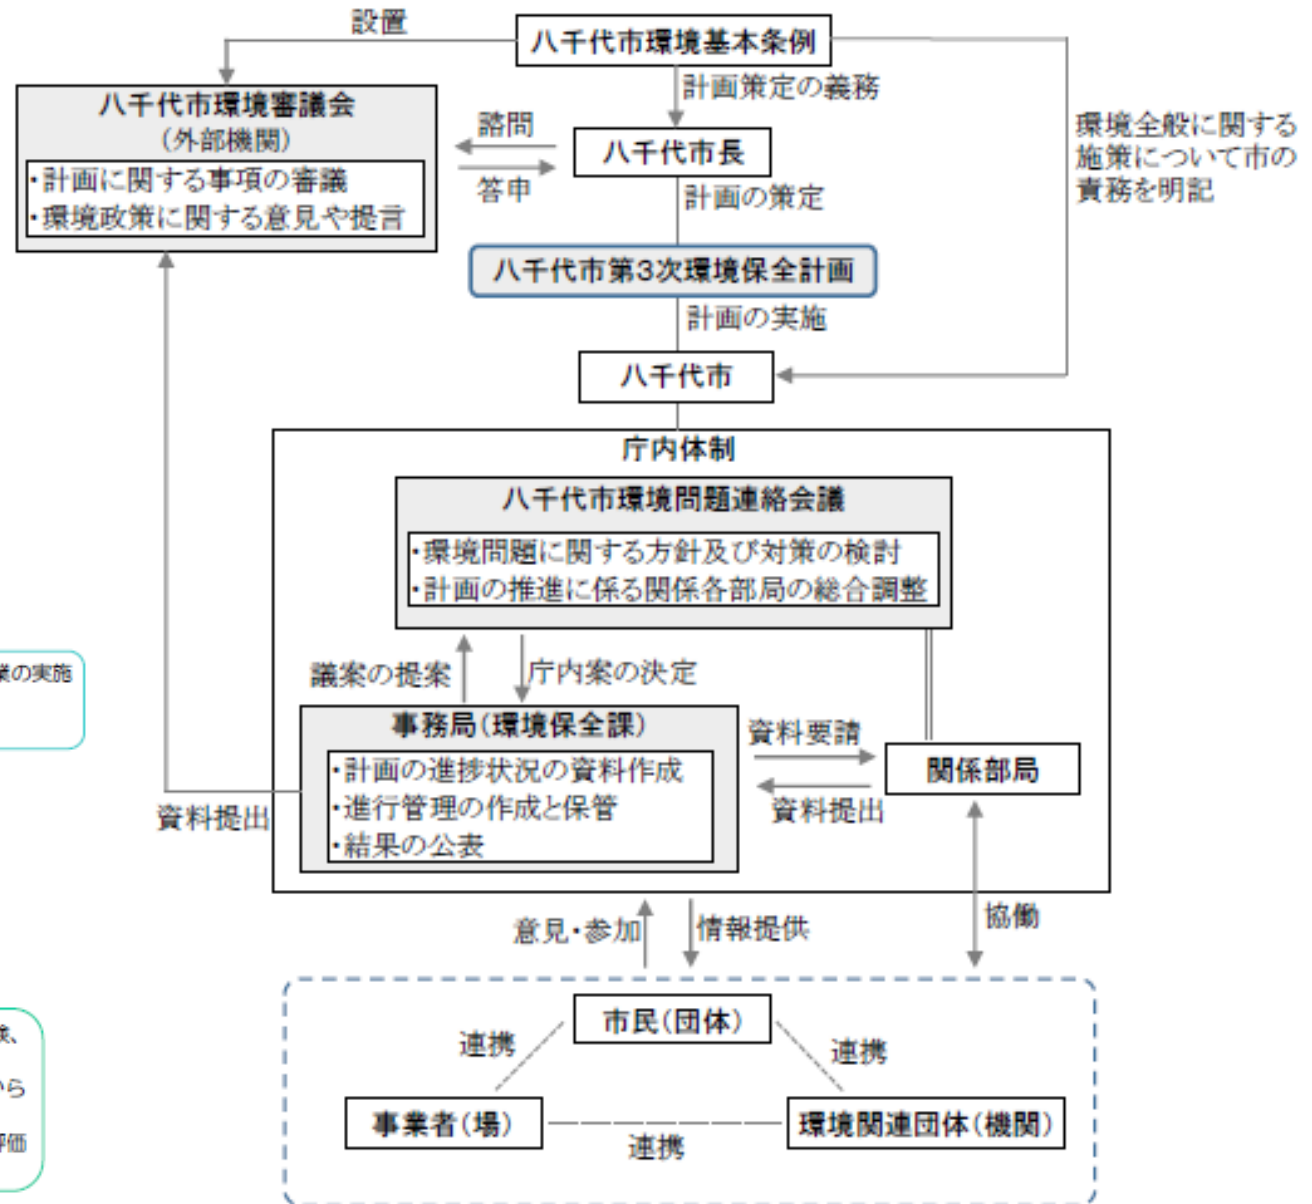 設置
八千代市環境基本条例
計画策定の義務
八千代市環境審議会
(外部機関)
・計画に関する事項の審議
・環境政策に関する意見や提言
諮問
答申
八千代市長
環境全般に関する
施策について市の
責務を明記
計画の策定
八千代市第3次環境保全計画
計画の実施
八千代市
庁内体制
八千代市環境問題連絡会議
・環境問題に関する方針及び対策の検討
・計画の推進に係る関係各部局の総合調整
業の実施
議案の提案
庁内案の決定
事務局(環境保全課)
・計画の進捗状況の資料作成
・進行管理の作成と保管
・結果の公表
資料要請
資料提出
関係部局
資料提出
意見・参加
情報提供
協働
市民(団体)
連携
連携
事業者(場)
連携
環境関連団体(機関)
から
評価